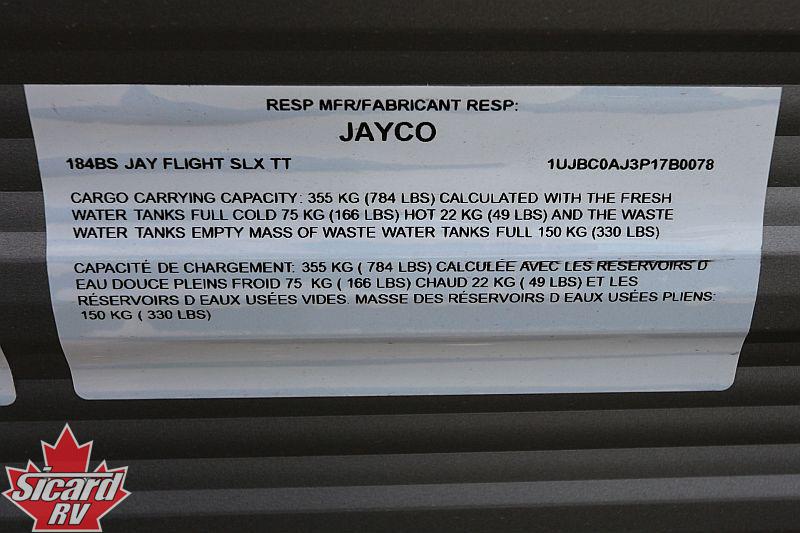 RESP MFR/FABRICANT RESP:
JAYCO
184BS JAY FLIGHT SLX TT 1UJBC0AJ3P17B0078
CARGO CARRYING CAPACITY: 355 KG (784 LBS) CALCULATED WITH THE FRESH
WATER TANKS FULL COLD 75 KG (166 LBS) HOT 22 KG (49 LBS) AND THE WASTE
WATER TANKS EMPTY MASS OF WASTE WATER TANKS FULL 150 KG (330 LBS)
CAPACITÉ DE CHARGEMENT: 355 KG ( 784 LBS) CALCULÉE AVEC LES RÉSERVOIRS D
EAU DOUCE PLEINS FROID 75 KG ( 166 LBS) CHAUD 22 KG ( 49 LBS) ET LES
RÉSERVOIRS D EAUX USÉES VIDES. MASSE DES RÉSERVOIRS D EAUX USÉES PLIENS:
150 KG ( 330 LBS)
Sicard
RV